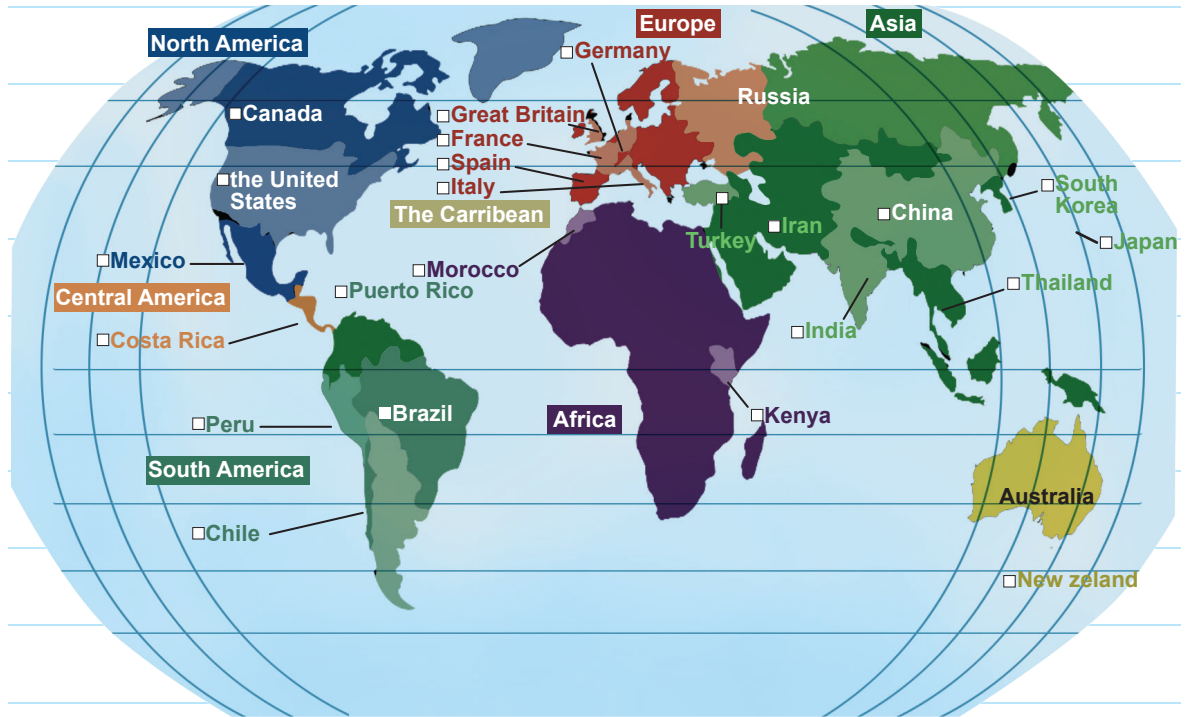 North America
Europe
Asia
□Germany
Russia
□Canada
□Great Britain
□France
□Spain
□Italy
□the United
States
The Carribean
□South
Korea
□China
□Iran
Turkey
□Japan
□Mexico
□Morocco
□Puerto Rico
□Thailand
Central America
□India
□Costa Rica
□Brazil
Africa
□Kenya
□Peru
South America
Australia
□Chile
□New zeland